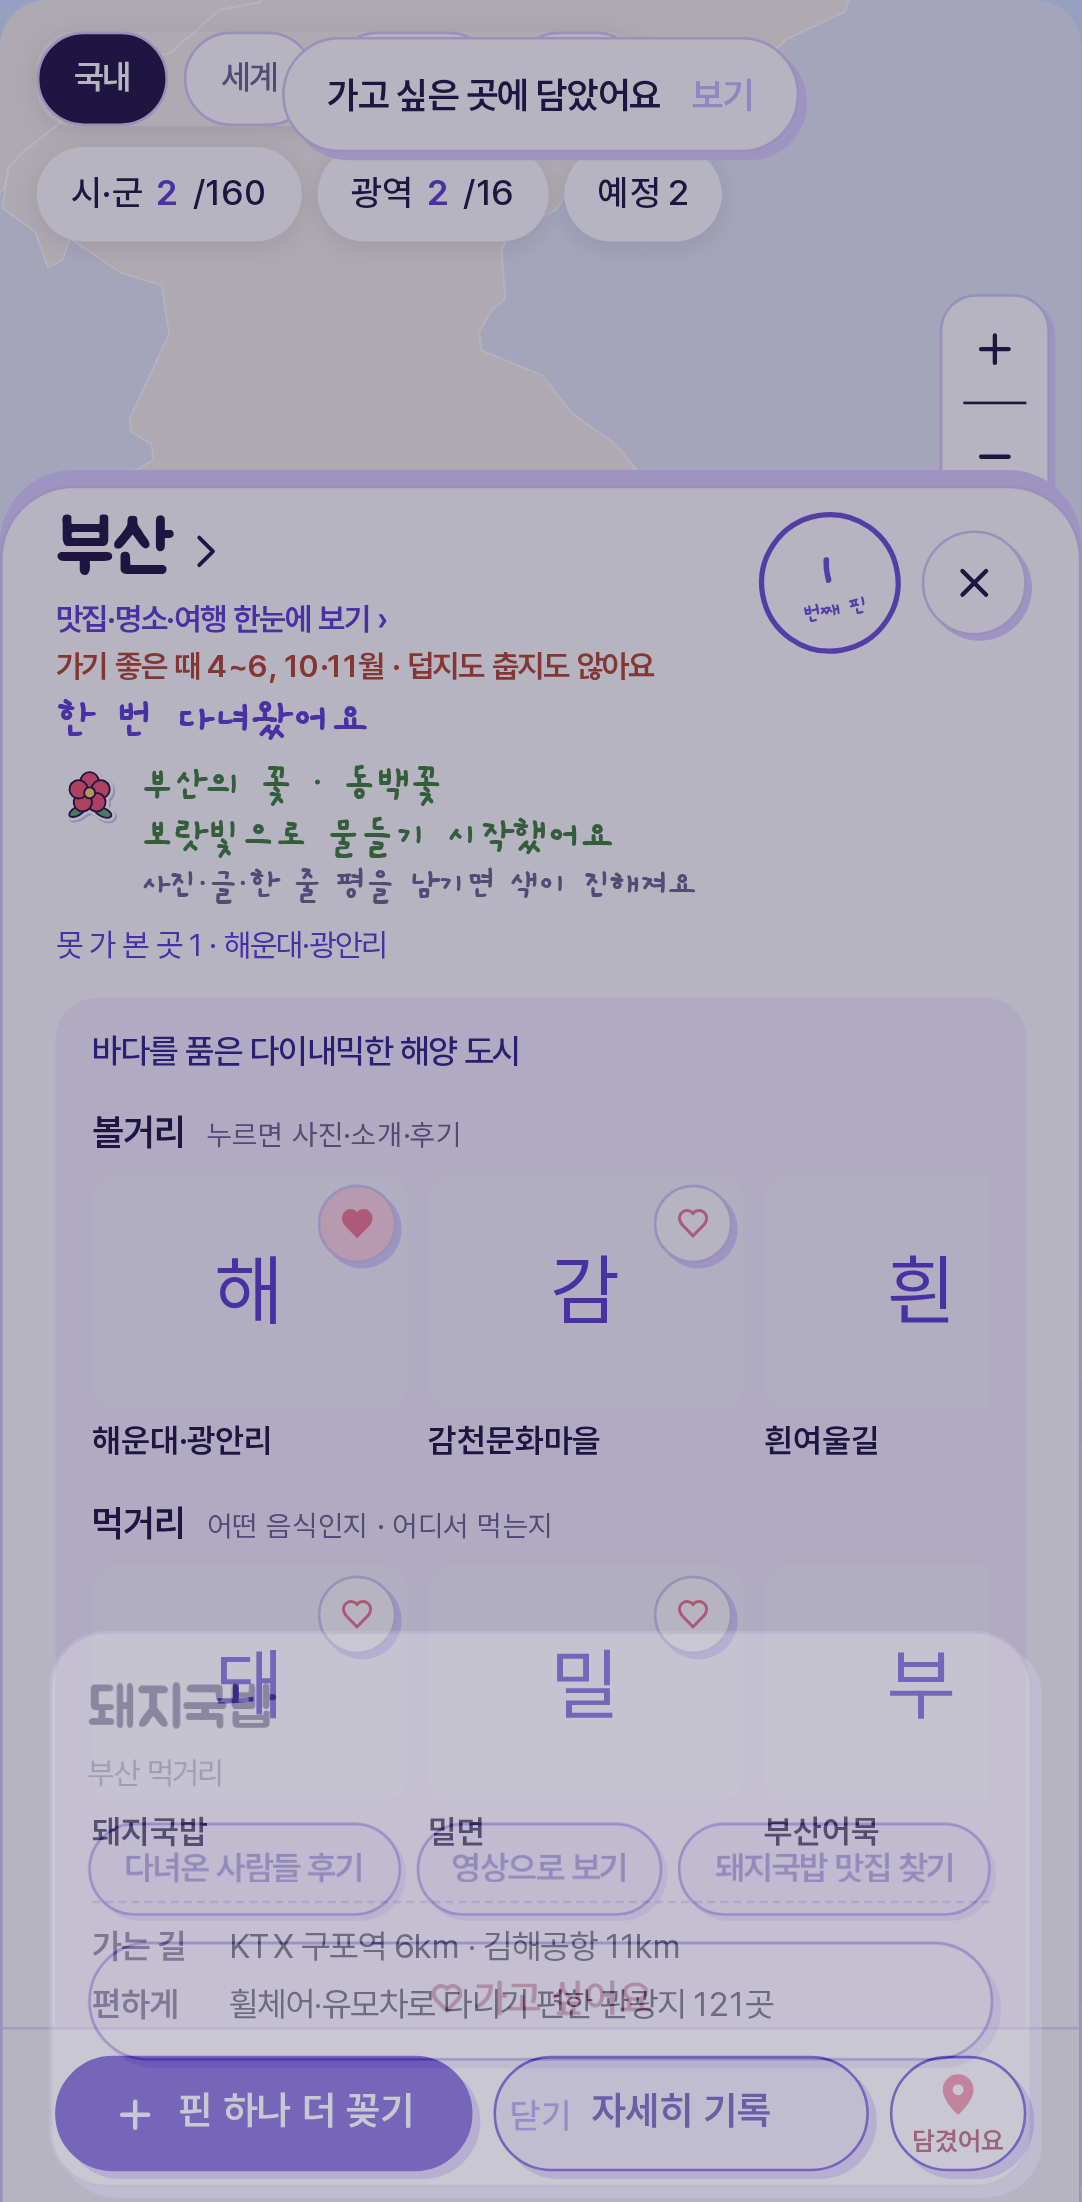 국내 세계
가고 싶은 곳에 담았어요 보기
시·군 2 /160 광역 2 /16 예정 2
+
−
부산 >
1
번째 핀
맛집·명소·여행 한눈에 보기 ›
가기 좋은 때 4~6, 10·11월 · 덥지도 춥지도 않아요
한 번 다녀왔어요
부산의 꽃 · 동백꽃
보랏빛으로 물들기 시작했어요
사진·글·한 줄 평을 남기면 색이 진해져요
못 가 본 곳 1 · 해운대·광안리
바다를 품은 다이내믹한 해양 도시
볼거리 누르면 사진·소개·후기
해 감 흰
해운대·광안리 감천문화마을 흰여울길
먹거리 어떤 음식인지 · 어디서 먹는지
돼 밀 부
돼지국밥
부산 먹거리
돼지국밥 밀면 부산어묵
다녀온 사람들 후기 영상으로 보기 돼지국밥 맛집 찾기
가는 길 KTX 구포역 6km · 김해공항 11km
가고 싶어요
편하게 휠체어·유모차로 다니기 편한 관광지 121곳
+ 핀 하나 더 꽂기 자세히 기록 담겼어요
닫기